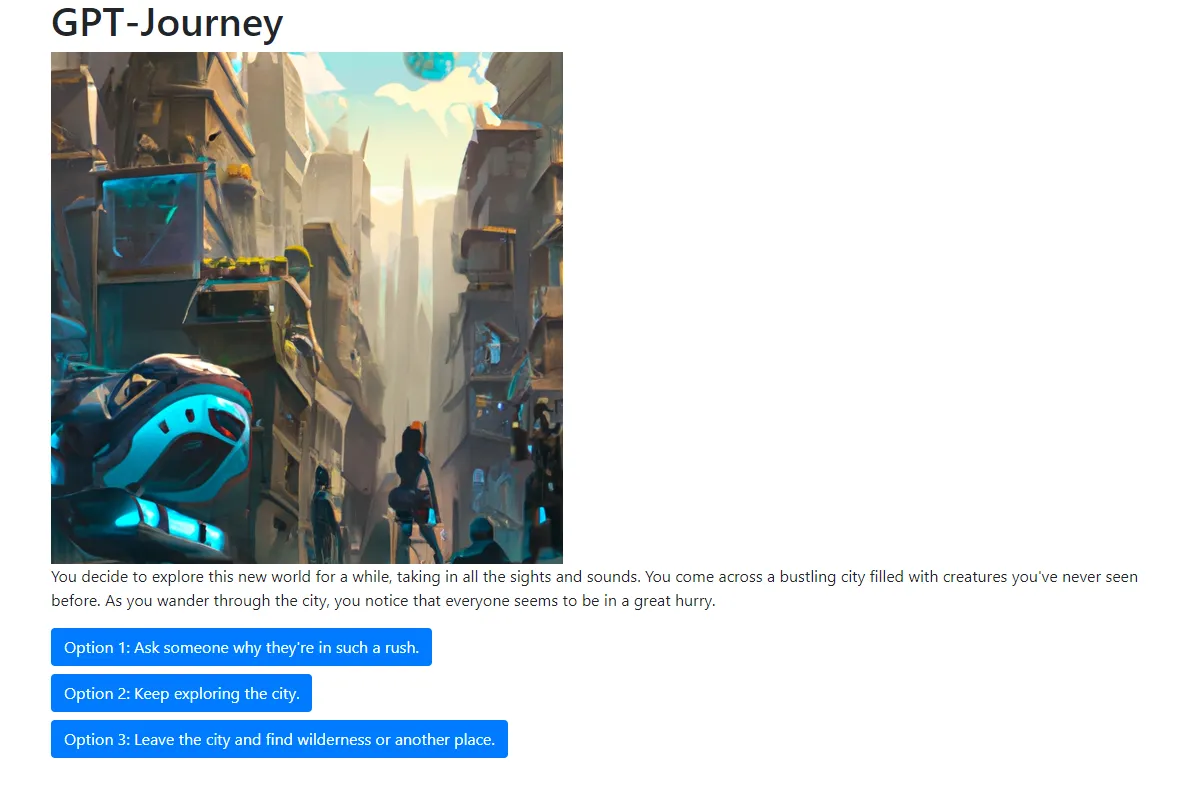 GPT-Journey
You decide to explore this new world for a while, taking in all the sights and sounds. You come across a bustling city filled with creatures you've never seen
before. As you wander through the city, you notice that everyone seems to be in a great hurry.
Option 1: Ask someone why they're in such a rush.
Option 2: Keep exploring the city.
Option 3: Leave the city and find wilderness or another place.